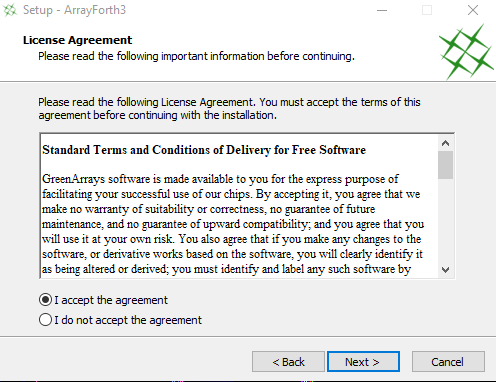 Setup - ArrayForth3
License Agreement
Please read the following important information before continuing.
Please read the following License Agreement. You must accept the terms of this
agreement before continuing with the installation.
Standard Terms and Conditions of Delivery for Free Software
GreenArrays software is made available to you for the express purpose of
facilitating your successful use of our chips. By accepting it, you agree that we
make no warranty of suitability or correctness, no guarantee of future
maintenance, and no guarantee of upward compatibility; and you agree that you
will use it at your own risk. You also agree that if you make any changes to the
software, or derivative works based on the software, you will clearly identify it
as being altered or derived; you must identify and label any such software by
I accept the agreement
I do not accept the agreement
< Back
Next >
Cancel